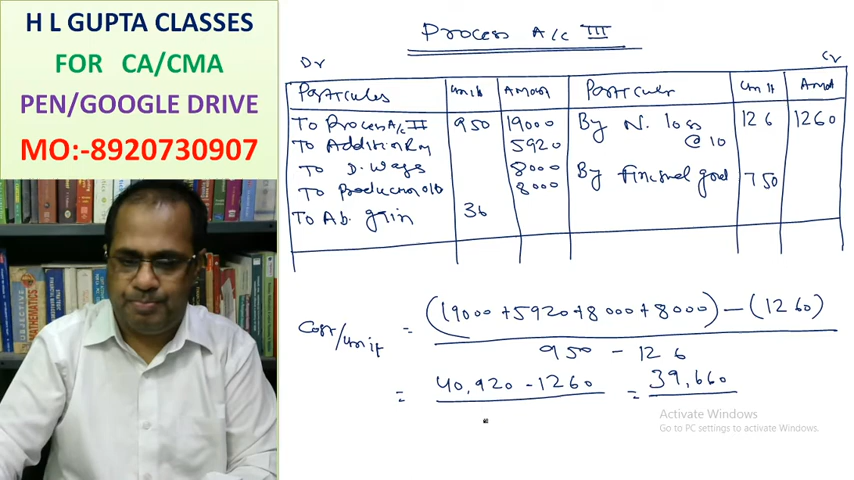 H L GUPTA CLASSES
FOR CA/CMA
PEN/GOOGLE DRIVE
MO:-8920730907
Process A/c III
Dr Cr
Particules Unit Amount Particular Unit Amt
To Process A/c II 950 19000 By N. loss 126 1260
To Addition RM 5920 @ 10
To D. Wages 8000 By Finished good 750
To Production O/H 8000
To Ab. gain 36
Cost/Unit = (19000 + 5920 + 8000 + 8000) - (1260)
950 - 126
= 40,920 - 1260 = 39,660
Activate Windows
Go to PC settings to activate Windows.